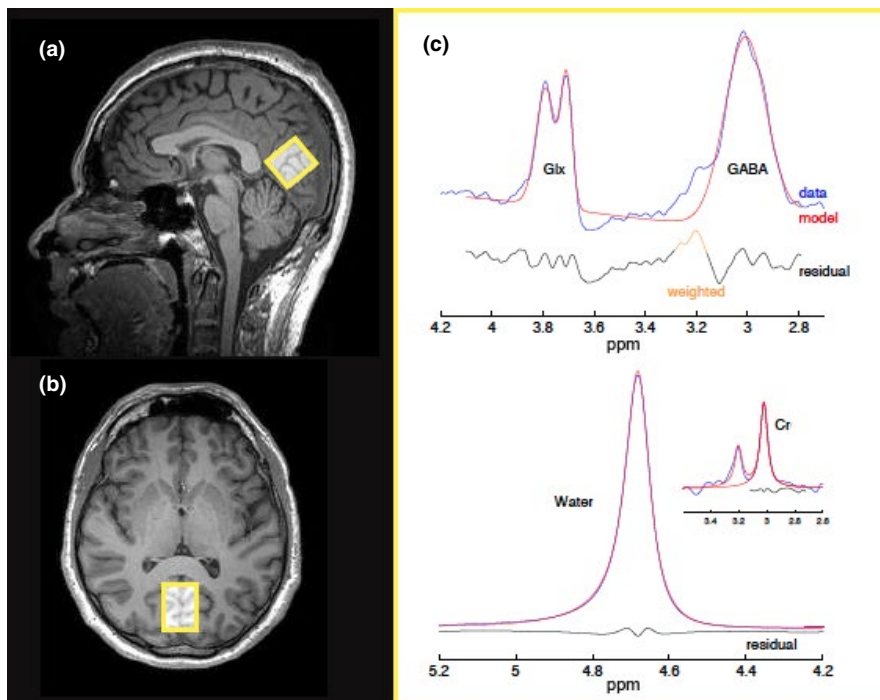 (a)
(b)
(c)
Glx
GABA
data
model
residual
weighted
4.2 4 3.8 3.6 3.4 3.2 3 2.8
ppm
Cr
Water
3.4 3.2 3 2.8 2.6
residual
5.2 5 4.8 4.6 4.4 4.2
ppm